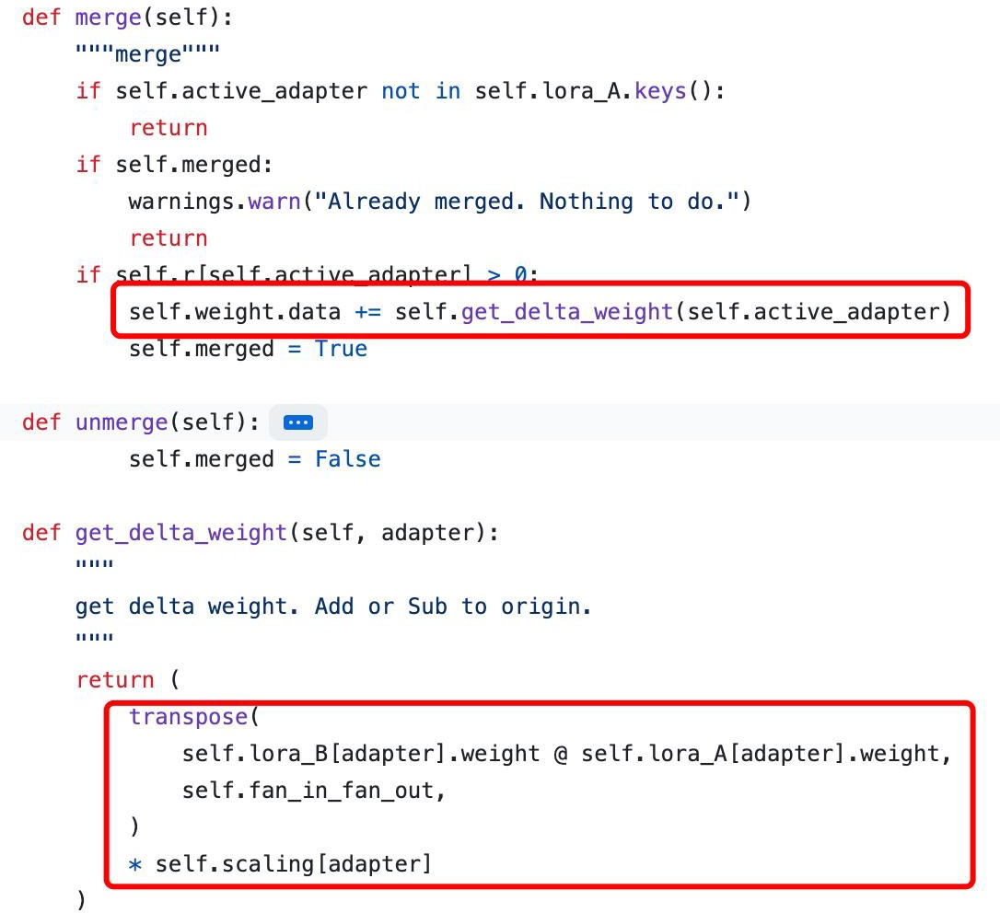 def merge(self):
    """merge"""
    if self.active_adapter not in self.lora_A.keys():
        return
    if self.merged:
        warnings.warn("Already merged. Nothing to do.")
        return
    if self.r[self.active_adapter] > 0:
        self.weight.data += self.get_delta_weight(self.active_adapter)
        self.merged = True
def unmerge(self): ...
        self.merged = False
def get_delta_weight(self, adapter):
    """
    get delta weight. Add or Sub to origin.
    """
    return (
        transpose(
            self.lora_B[adapter].weight @ self.lora_A[adapter].weight,
            self.fan_in_fan_out,
        )
        * self.scaling[adapter]
    )